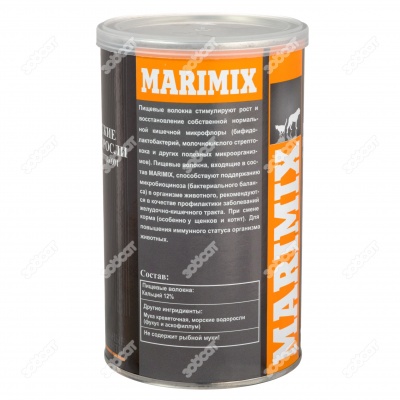 MARIMIX
Пищевые волокна стимулируют рост и
восстановление собственной нормаль-
ной кишечной микрофлоры (бифидо-
лактобактерий, молочнокислого стрепто-
кокка и других полезных микроорганиз-
мов). Пищевые волокна, входящие в сос-
тав MARIMIX, способствуют поддержанию
микробиоциноза (бактериального балан-
са) в организме животного, рекомендуют-
ся в качестве профилактики заболеваний
желудочно-кишечного тракта. При смене
корма (особенно у щенков и котят). Для
повышения иммунного статуса организма
животных.
Состав:
Пищевые волокна:
Кальций 12%
Другие ингридиенты:
Мука креветочная, морские водоросли
(фукус и аскофиллум)
Не содержит рыбной муки!
MARIMIX